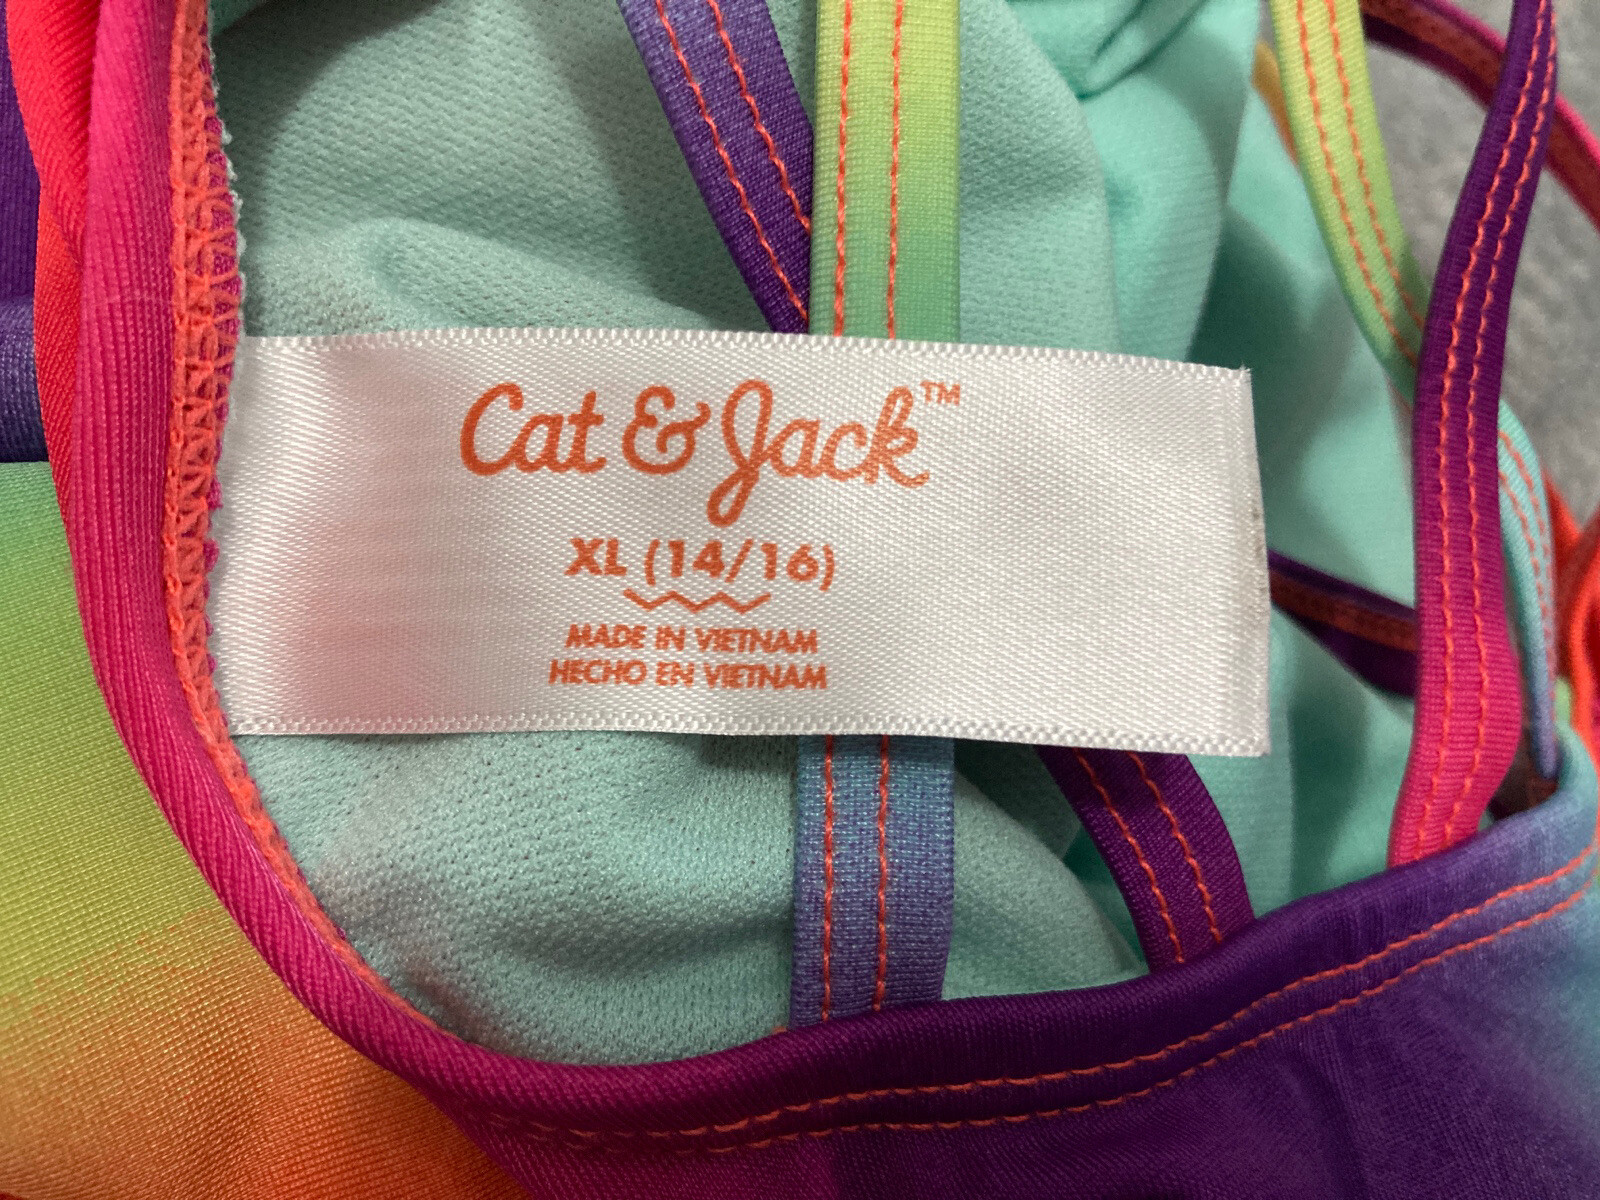 Cat & Jack™
XL (14/16)
MADE IN VIETNAM
HECHO EN VIETNAM